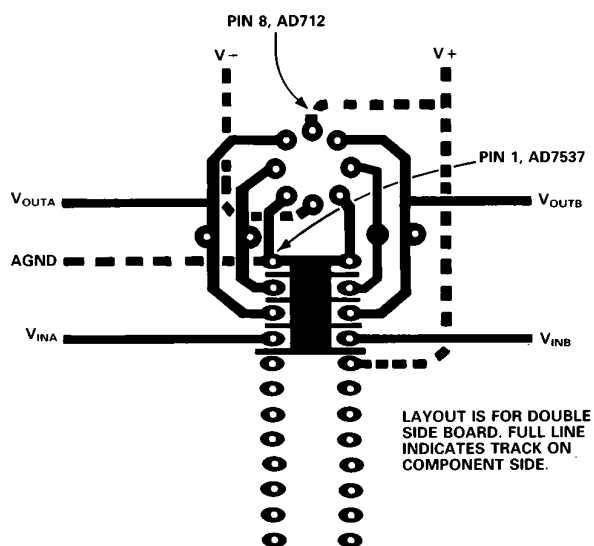 PIN 8, AD712
V–
V+
PIN 1, AD7537
VOUTA
VOUTB
AGND
VINA
VINB
LAYOUT IS FOR DOUBLE
SIDE BOARD. FULL LINE
INDICATES TRACK ON
COMPONENT SIDE.